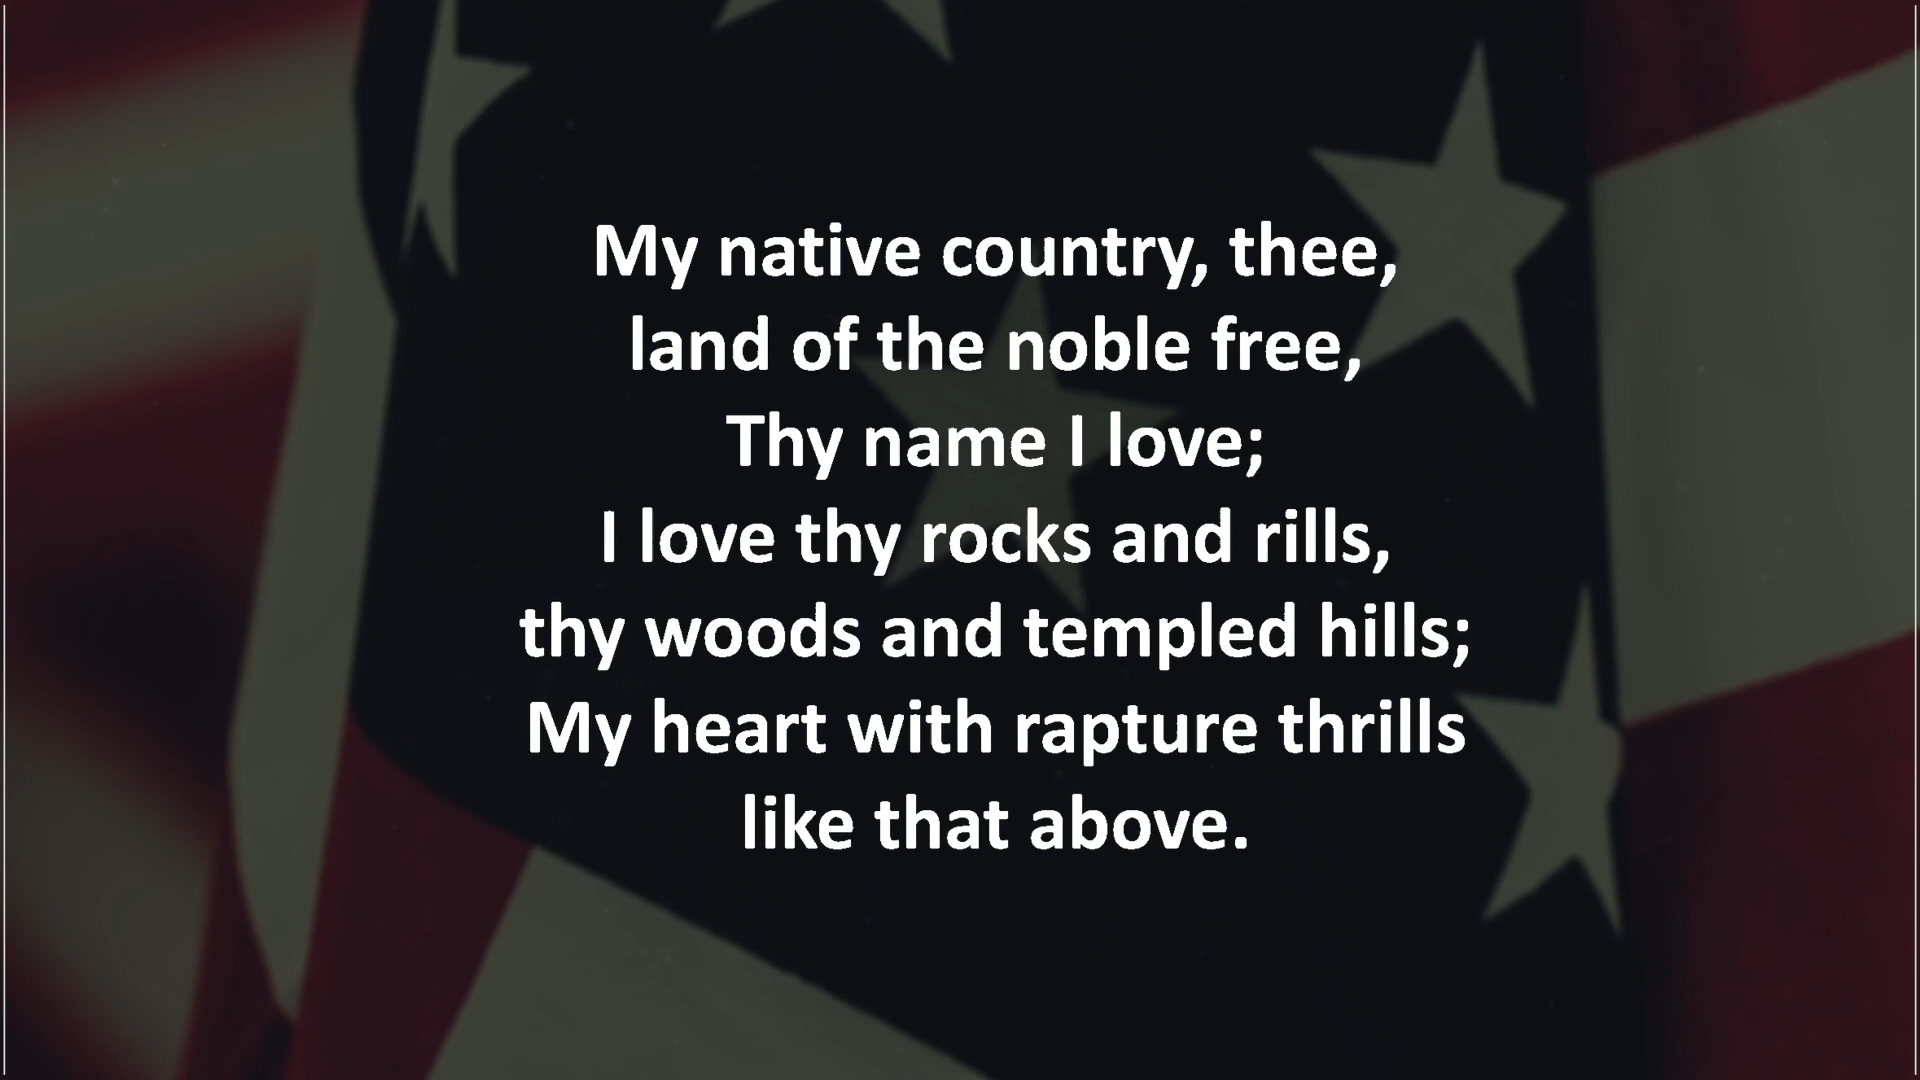 My native country, thee,
land of the noble free,
Thy name I love;
I love thy rocks and rills,
thy woods and templed hills;
My heart with rapture thrills
like that above.